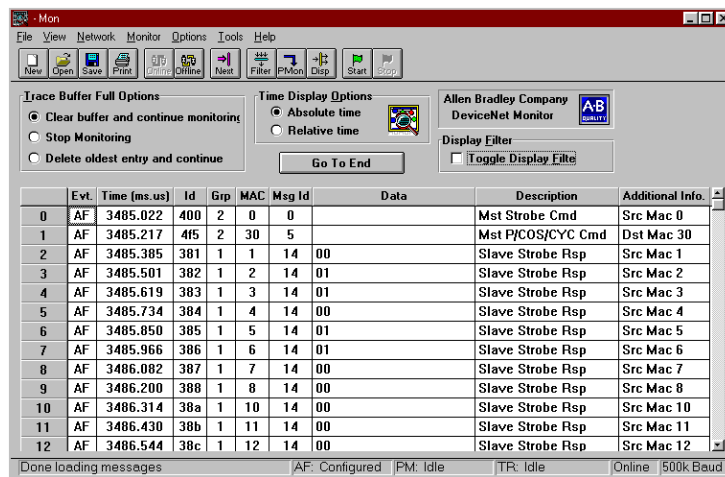 - Mon
File View Network Monitor Options Tools Help
New Open Save Print Online Offline Next Filter PMon Disp Start Stop
Trace Buffer Full Options
Clear buffer and continue monitoring
Stop Monitoring
Delete oldest entry and continue
Time Display Options
Absolute time
Relative time
Go To End
Allen Bradley Company
DeviceNet Monitor
A·B
QUALITY
Display Filter
Toggle Display Filte
Evt. Time (ms.us) Id Grp MAC Msg Id Data Description Additional Info.
0 AF 3485.022 400 2 0 0 Mst Strobe Cmd Src Mac 0
1 AF 3485.217 4f5 2 30 5 Mst P/COS/CYC Cmd Dst Mac 30
2 AF 3485.385 381 1 1 14 00 Slave Strobe Rsp Src Mac 1
3 AF 3485.501 382 1 2 14 01 Slave Strobe Rsp Src Mac 2
4 AF 3485.619 383 1 3 14 01 Slave Strobe Rsp Src Mac 3
5 AF 3485.734 384 1 4 14 00 Slave Strobe Rsp Src Mac 4
6 AF 3485.850 385 1 5 14 01 Slave Strobe Rsp Src Mac 5
7 AF 3485.966 386 1 6 14 01 Slave Strobe Rsp Src Mac 6
8 AF 3486.082 387 1 7 14 00 Slave Strobe Rsp Src Mac 7
9 AF 3486.200 388 1 8 14 00 Slave Strobe Rsp Src Mac 8
10 AF 3486.314 38a 1 10 14 00 Slave Strobe Rsp Src Mac 10
11 AF 3486.430 38b 1 11 14 00 Slave Strobe Rsp Src Mac 11
12 AF 3486.544 38c 1 12 14 00 Slave Strobe Rsp Src Mac 12
Done loading messages AF: Configured PM: Idle TR: Idle Online 500k Baud